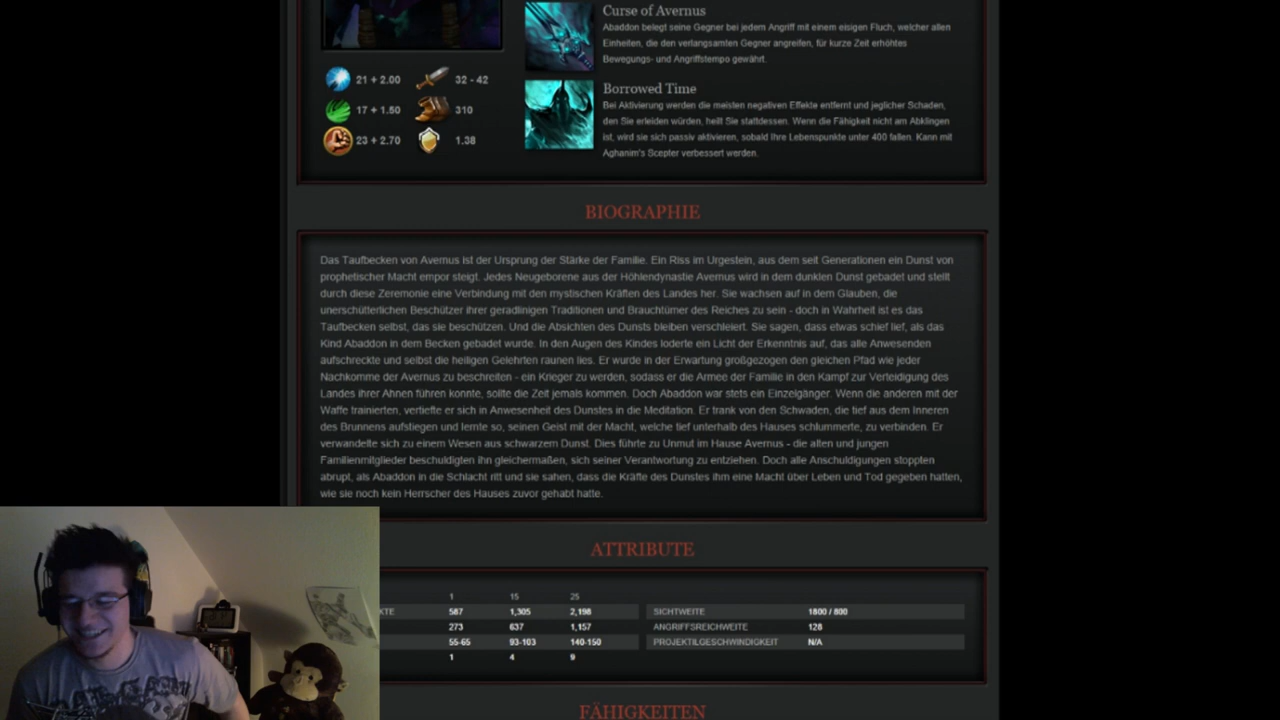 Curse of Avernus
Abaddon belegt seine Gegner bei jedem Angriff mit einem eisigen Fluch, welcher allen
Einheiten, die den verlangsamten Gegner angreifen, für kurze Zeit erhöhtes
Bewegungs- und Angriffstempo gewährt.
21 + 2.00
32 - 42
Borrowed Time
Bei Aktivierung werden die meisten negativen Effekte entfernt und jeglicher Schaden,
17 + 1.50
310
den Sie erleiden würden, heilt Sie stattdessen. Wenn die Fähigkeit nicht am Abklingen
ist, wird sie sich passiv aktivieren, sobald Ihre Lebenspunkte unter 400 fallen. Kann mit
23 + 2.70
1.38
Aghanim's Scepter verbessert werden.
BIOGRAPHIE
Das Taufbecken von Avernus ist der Ursprung der Stärke der Familie. Ein Riss im Urgestein, aus dem seit Generationen ein Dunst von
prophetischer Macht empor steigt. Jedes Neugeborene aus der Höhlendynastie Avernus wird in dem dunklen Dunst gebadet und stellt
durch diese Zeremonie eine Verbindung mit den mystischen Kräften des Landes her. Sie wachsen auf in dem Glauben, die
unerschütterlichen Beschützer ihrer geradlinigen Traditionen und Brauchtümer des Reiches zu sein - doch in Wahrheit ist es das
Taufbecken selbst, das sie beschützen. Und die Absichten des Dunsts bleiben verschleiert. Sie sagen, dass etwas schief lief, als das
Kind Abaddon in dem Becken gebadet wurde. In den Augen des Kindes loderte ein Licht der Erkenntnis auf, das alle Anwesenden
aufschreckte und selbst die heiligen Gelehrten raunen lies. Er wurde in der Erwartung großgezogen den gleichen Pfad wie jeder
Nachkomme der Avernus zu beschreiten - ein Krieger zu werden, sodass er die Armee der Familie in den Kampf zur Verteidigung des
Landes ihrer Ahnen führen konnte, sollte die Zeit jemals kommen. Doch Abaddon war stets ein Einzelgänger. Wenn die anderen mit der
Waffe trainierten, vertiefte er sich in Anwesenheit des Dunstes in die Meditation. Er trank von den Schwaden, die tief aus dem Inneren
des Brunnens aufstiegen und lernte so, seinen Geist mit der Macht, welche tief unterhalb des Hauses schlummerte, zu verbinden. Er
verwandelte sich zu einem Wesen aus schwarzem Dunst. Dies führte zu Unmut im Hause Avernus - die alten und jungen
Familienmitglieder beschuldigten ihn gleichermaßen, sich seiner Verantwortung zu entziehen. Doch alle Anschuldigungen stoppten
abrupt, als Abaddon in die Schlacht ritt und sie sahen, dass die Kräfte des Dunstes ihm eine Macht über Leben und Tod gegeben hatten,
wie sie noch kein Herrscher des Hauses zuvor gehabt hatte.
ATTRIBUTE
1 15 25
KTE 587 1,305 2,198 SICHTWEITE 1800 / 800
273 637 1,157 ANGRIFFSREICHWEITE 128
55-65 93-103 140-150 PROJEKTILGESCHWINDIGKEIT N/A
1 4 9
FÄHIGKEITEN